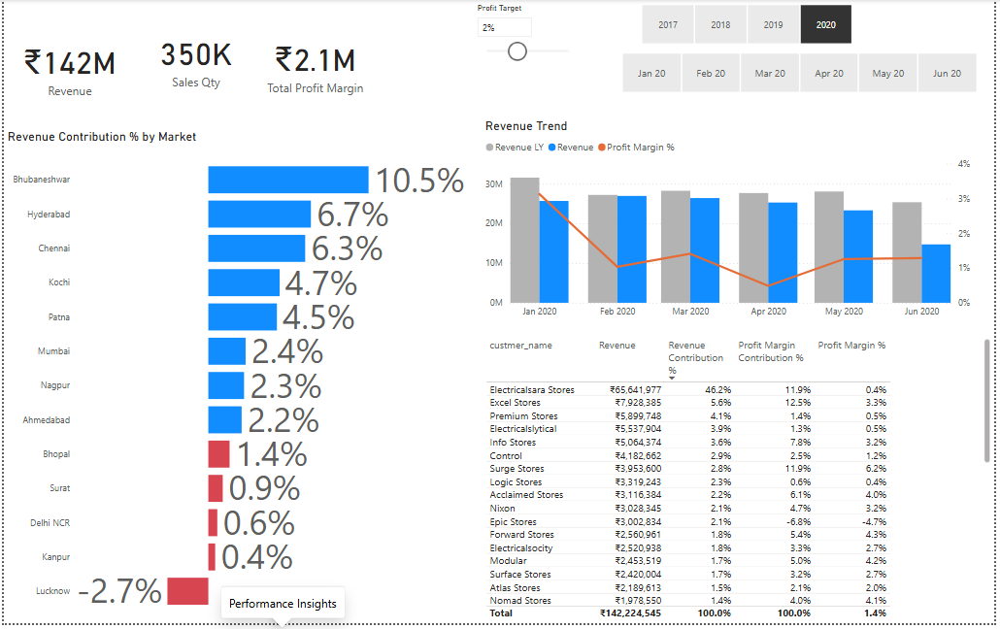 Profit Target
2%
2017 2018 2019 2020
Jan 20 Feb 20 Mar 20 Apr 20 May 20 Jun 20
₹142M
Revenue
350K
Sales Qty
₹2.1M
Total Profit Margin
Revenue Contribution % by Market
Bhubaneshwar 10.5%
Hyderabad 6.7%
Chennai 6.3%
Kochi 4.7%
Patna 4.5%
Mumbai 2.4%
Nagpur 2.3%
Ahmedabad 2.2%
Bhopal 1.4%
Surat 0.9%
Delhi NCR 0.6%
Kanpur 0.4%
Lucknow -2.7%
Performance Insights
Revenue Trend
Revenue LY Revenue Profit Margin %
30M
20M
10M
0M
4%
3%
2%
1%
0%
Jan 2020 Feb 2020 Mar 2020 Apr 2020 May 2020 Jun 2020
custmer_name Revenue Revenue Contribution % Profit Margin Contribution % Profit Margin %
Electricalsara Stores ₹65,641,977 46.2% 11.9% 0.4%
Excel Stores ₹7,928,385 5.6% 12.5% 3.3%
Premium Stores ₹5,899,748 4.1% 1.4% 0.5%
Electricalslytical ₹5,537,904 3.9% 1.3% 0.5%
Info Stores ₹5,064,374 3.6% 7.8% 3.2%
Control ₹4,182,662 2.9% 2.5% 1.2%
Surge Stores ₹3,953,600 2.8% 11.9% 6.2%
Logic Stores ₹3,319,243 2.3% 0.6% 0.4%
Acclaimed Stores ₹3,116,384 2.2% 6.1% 4.0%
Nixon ₹3,028,345 2.1% 4.7% 3.2%
Epic Stores ₹3,002,834 2.1% -6.8% -4.7%
Forward Stores ₹2,560,961 1.8% 5.4% 4.3%
Electricalsocity ₹2,520,938 1.8% 3.3% 2.7%
Modular ₹2,453,519 1.7% 5.0% 4.2%
Surface Stores ₹2,420,004 1.7% 3.2% 2.7%
Atlas Stores ₹2,189,613 1.5% 2.1% 2.0%
Nomad Stores ₹1,978,550 1.4% 4.0% 4.1%
Total ₹142,224,545 100.0% 100.0% 1.4%